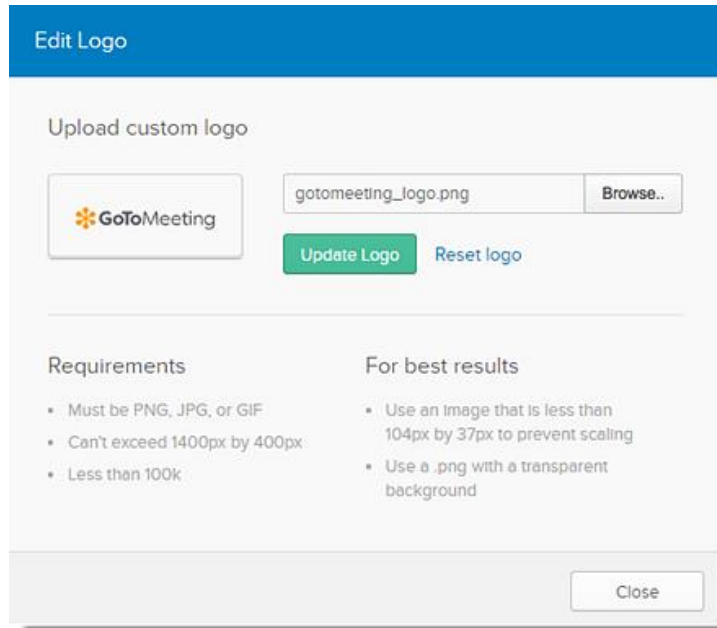 Edit Logo
Upload custom logo
GoToMeeting
gotomeeting_logo.png
Browse..
Update Logo
Reset logo
Requirements
• Must be PNG, JPG, or GIF
• Can't exceed 1400px by 400px
• Less than 100k
For best results
• Use an image that is less than
104px by 37px to prevent scaling
• Use a .png with a transparent
background
Close